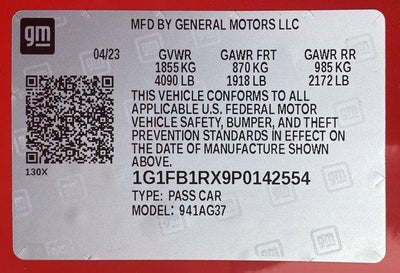 MFD BY GENERAL MOTORS LLC
gm
04/23 GVWR GAWR FRT GAWR RR
1855 KG 870 KG 985 KG
4090 LB 1918 LB 2172 LB
THIS VEHICLE CONFORMS TO ALL
APPLICABLE U.S. FEDERAL MOTOR
VEHICLE SAFETY, BUMPER, AND THEFT
PREVENTION STANDARDS IN EFFECT ON
THE DATE OF MANUFACTURE SHOWN
ABOVE.
130X
1G1FB1RX9P0142554
TYPE: PASS CAR
MODEL: 941AG37